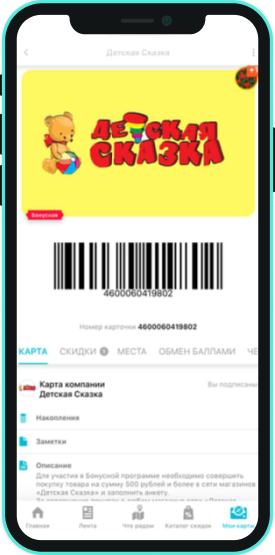 Детская Сказка
ДЕТСКАЯ
СКАЗКА
Бонусная
4600060419802
Номер карточки 4600060419802
КАРТА СКИДКИ 1 МЕСТА ОБМЕН БАЛЛАМИ ЧЕ
Карта компании
Детская Сказка
Вы подписаны
Накопления
Заметки
Описание
Для участия в Бонусной программе необходимо совершить
покупку товара на сумму 500 рублей и более в сети магазинов
«Детская Сказка» и заполнить анкету.
Главная Лента Что рядом Каталог скидок Мои карты